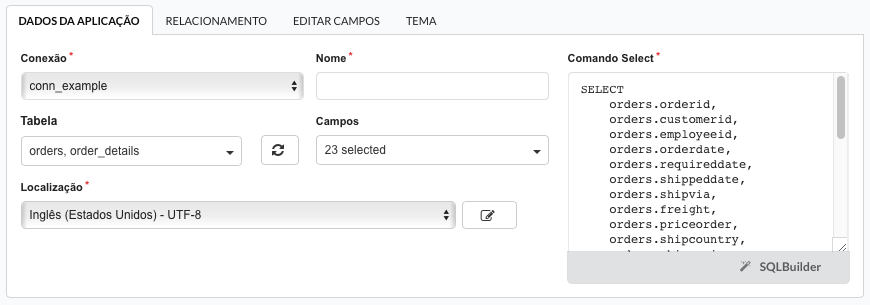 DADOS DA APLICAÇÃO RELACIONAMENTO EDITAR CAMPOS TEMA
Conexão *
conn_example
Nome *
Tabela
orders, order_details
Campos
23 selected
Localização *
Inglês (Estados Unidos) - UTF-8
Comando Select *
SELECT
orders.orderid,
orders.customerid,
orders.employeeid,
orders.orderdate,
orders.requireddate,
orders.shippeddate,
orders.shipvia,
orders.freight,
orders.priceorder,
orders.shipcountry,
SQLBuilder